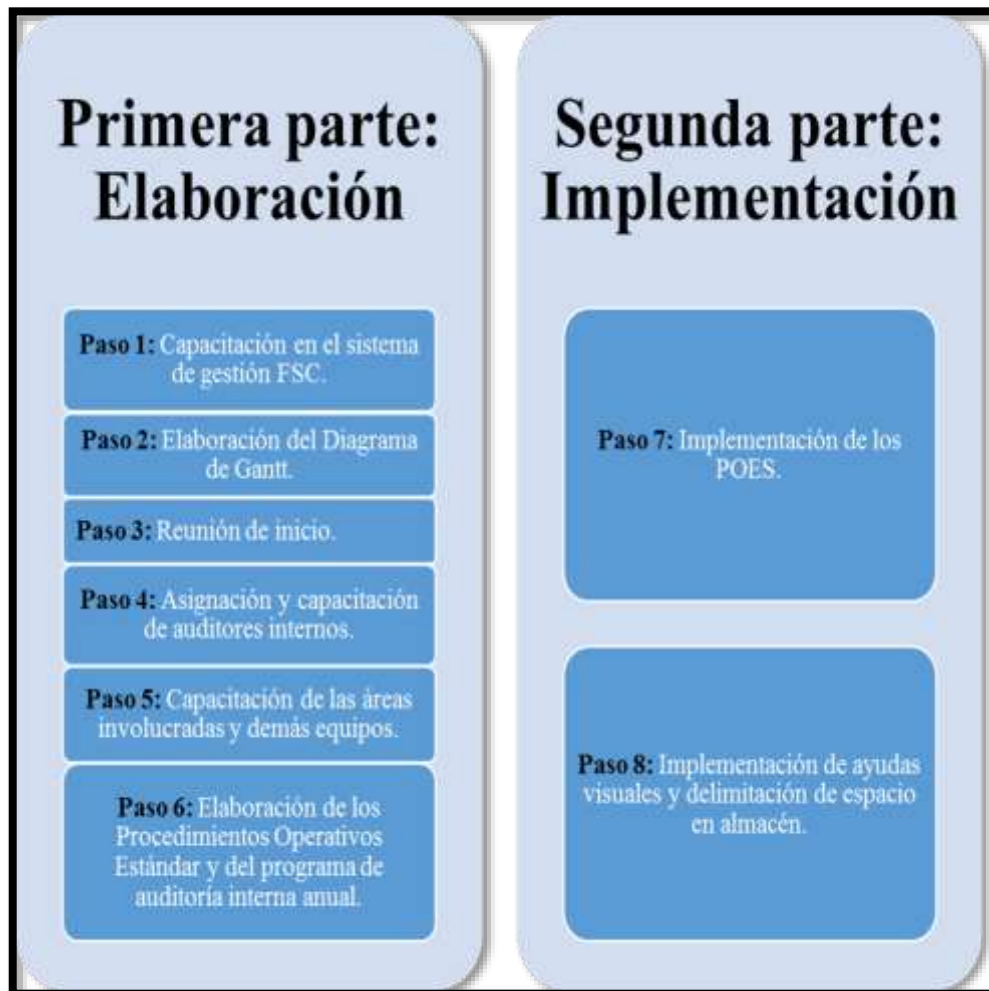 Primera parte:
Elaboración
Paso 1: Capacitación en el sistema
de gestión FSC.
Paso 2: Elaboración del Diagrama
de Gantt.
Paso 3: Reunión de inicio.
Paso 4: Asignación y capacitación
de auditores internos.
Paso 5: Capacitación de las áreas
involucradas y demás equipos.
Paso 6: Elaboración de los
Procedimientos Operativos
Estándar y del programa de
auditoría interna anual.
Segunda parte:
Implementación
Paso 7: Implementación de los
POES.
Paso 8: Implementación de ayudas
visuales y delimitación de espacio
en almacén.